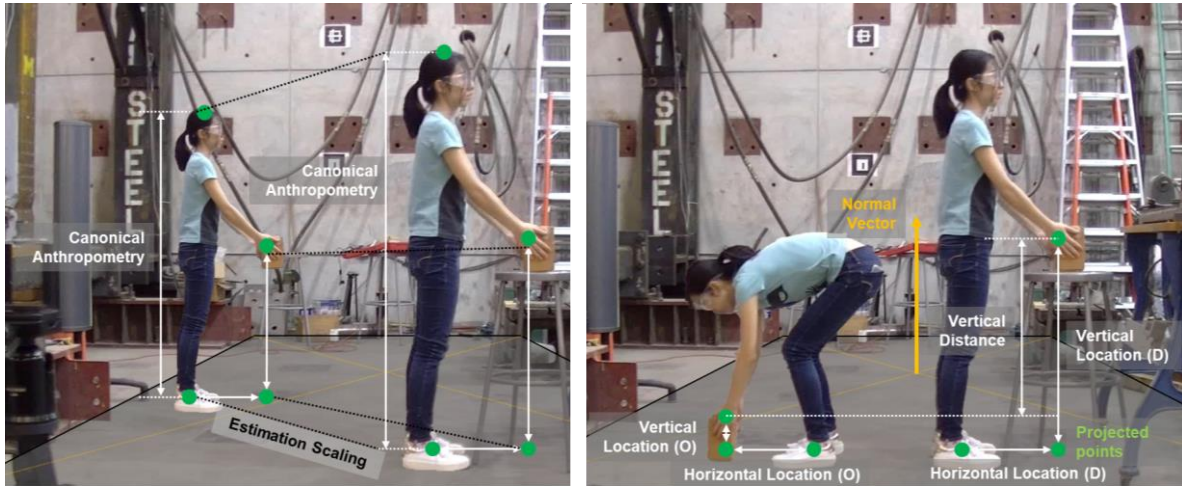 STEEL
Canonical
Anthropometry
Canonical
Anthropometry
Estimation Scaling
STEEL
Normal
Vector
Vertical
Distance
Vertical
Location (D)
Vertical
Location (O)
Projected
points
Horizontal Location (O)
Horizontal Location (D)